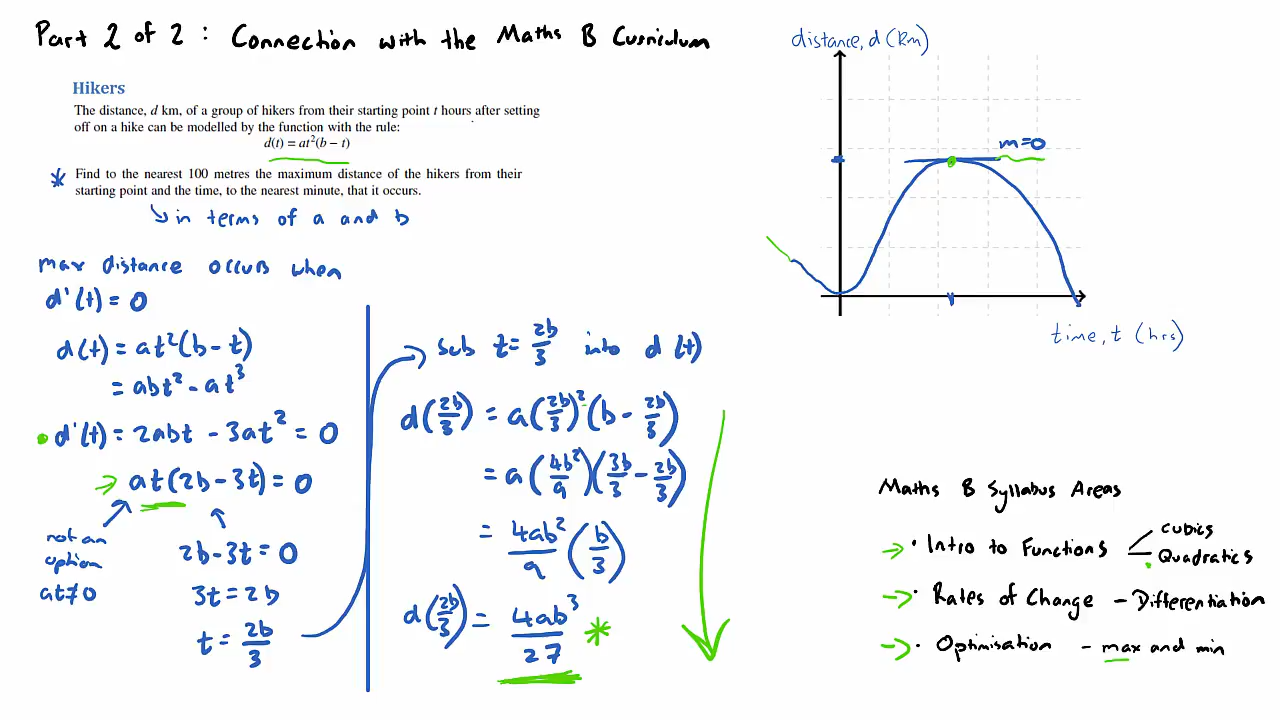 Part 2 of 2 : Connection with the Maths B Curriculum
Hikers
The distance, d km, of a group of hikers from their starting point t hours after setting
off on a hike can be modelled by the function with the rule:
d(t) = at²(b − t)
* Find to the nearest 100 metres the maximum distance of the hikers from their
starting point and the time, to the nearest minute, that it occurs.
↳ in terms of a and b
max distance occurs when
d'(t) = 0
d(t) = at²(b - t)
= abt² - at³
d'(t) = 2abt - 3at² = 0
→ at(2b - 3t) = 0
not an
option
at≠0
2b - 3t = 0
3t = 2b
t = 2b/3
→ sub t = 2b/3 into d(t)
d(2b/3) = a(2b/3)²(b - 2b/3)
= a(4b²/9)(3b/3 - 2b/3)
= 4ab²/9 (b/3)
d(2b/3) = 4ab³/27 *
distance, d (km)
m=0
time, t (hrs)
Maths B Syllabus Areas
→ · Intro to Functions
cubics
Quadratics
→ · Rates of Change - Differentiation
→ · Optimisation - max and min